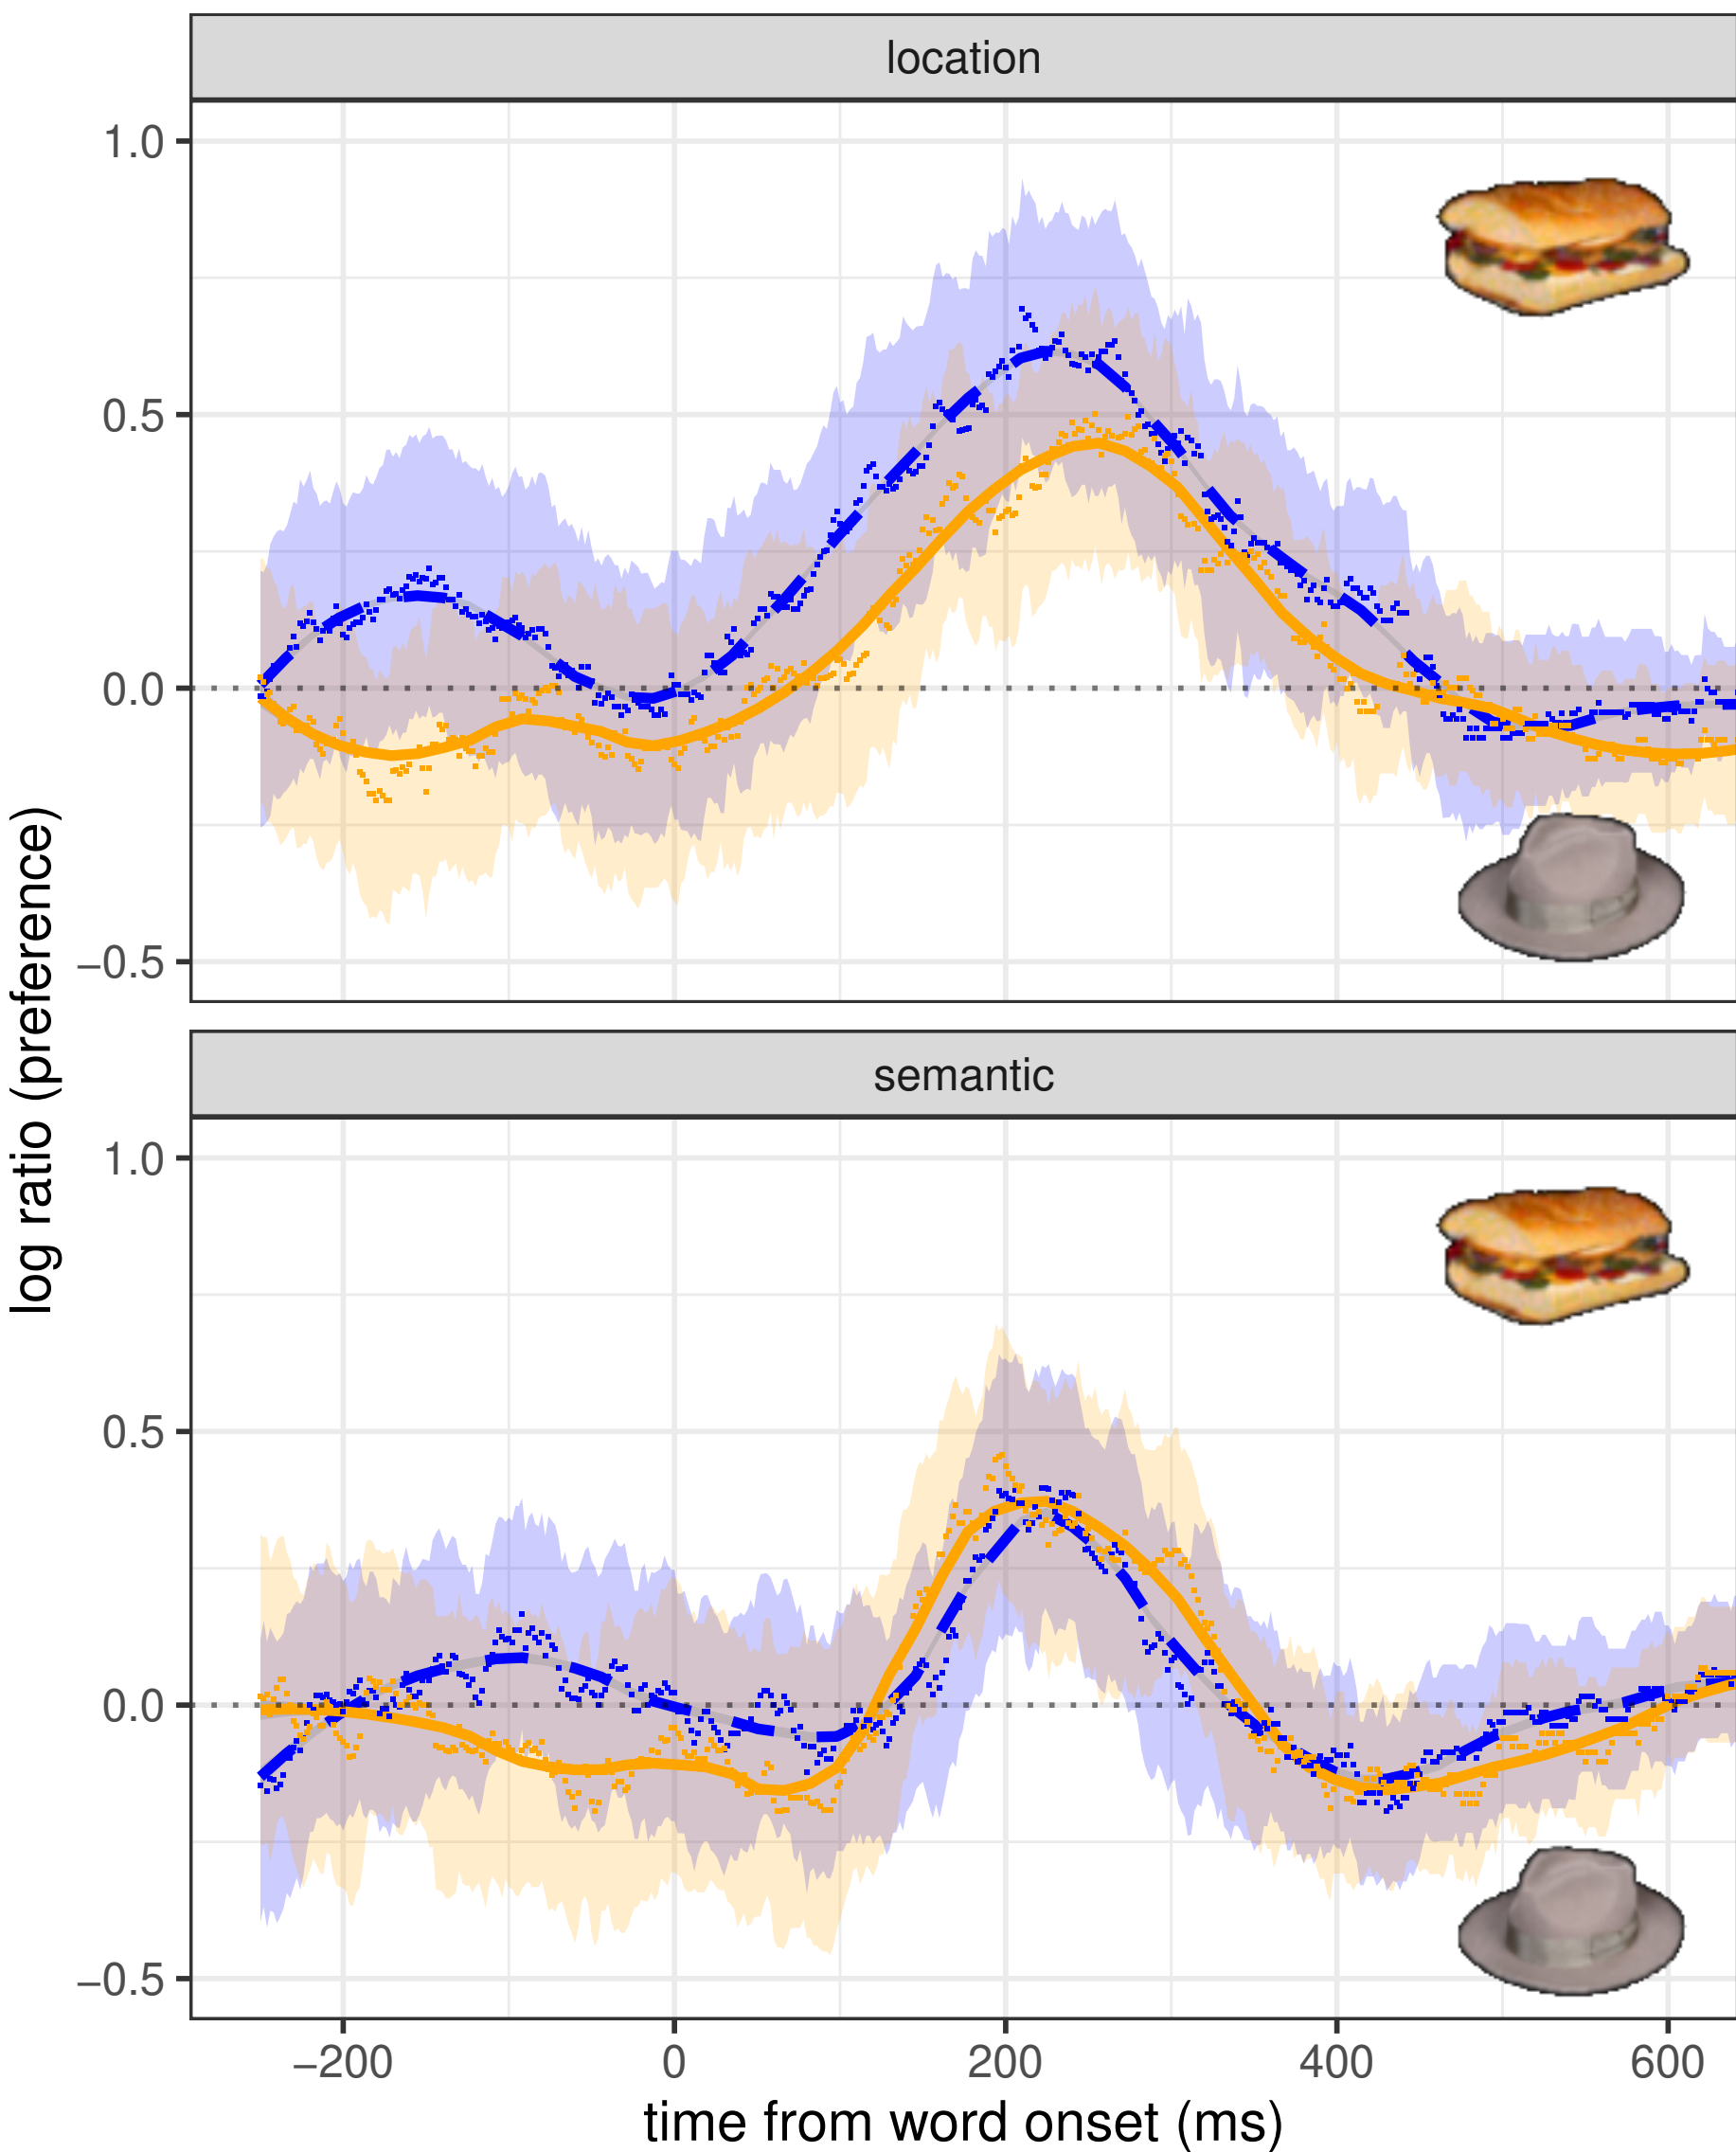 location
1.0
0.5
0.0
−0.5
semantic
1.0
0.5
0.0
−0.5
−200 0 200 400 600
time from word onset (ms)
log ratio (preference)